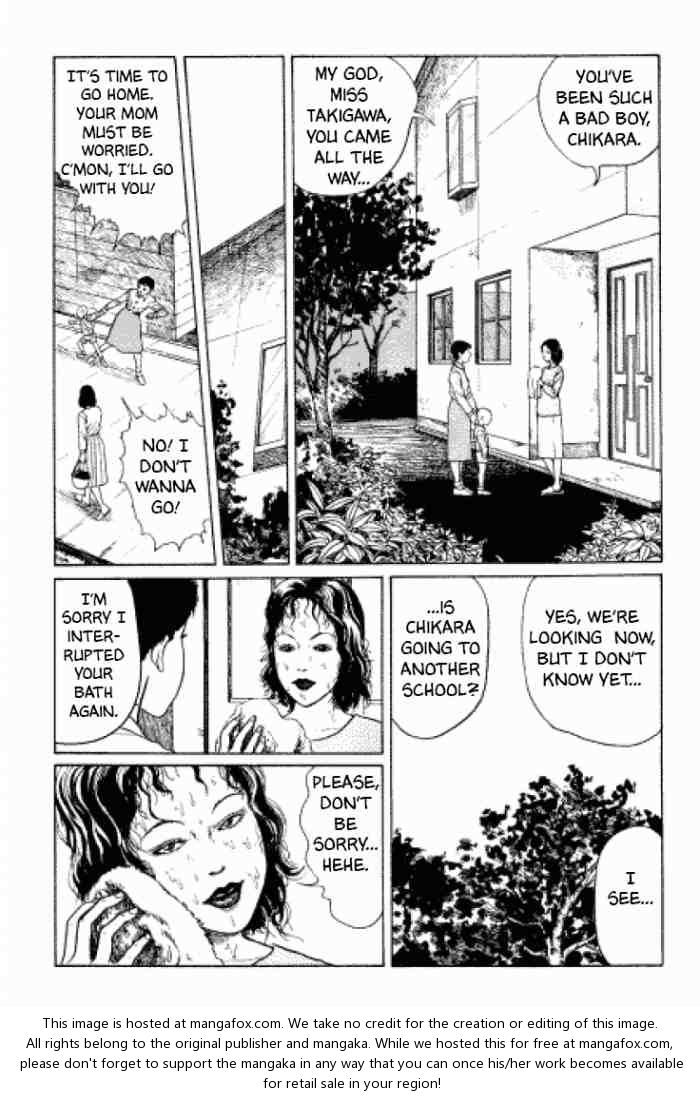 IT'S TIME TO
GO HOME.
YOUR MOM
MUST BE
WORRIED.
C'MON, I'LL GO
WITH YOU!
NO! I
DON'T
WANNA
GO!
MY GOD,
MISS
TAKIGAWA,
YOU CAME
ALL THE
WAY...
YOU'VE
BEEN SUCH
A BAD BOY,
CHIKARA.
I'M
SORRY I
INTER-
RUPTED
YOUR
BATH
AGAIN.
PLEASE,
DON'T
BE
SORRY...
HEHE.
...IS
CHIKARA
GOING TO
ANOTHER
SCHOOL?
YES, WE'RE
LOOKING NOW,
BUT I DON'T
KNOW YET...
I
SEE...
This image is hosted at mangafox.com. We take no credit for the creation or editing of this image.
All rights belong to the original publisher and mangaka. While we hosted this for free at mangafox.com,
please don't forget to support the mangaka in any way that you can once his/her work becomes available
for retail sale in your region!